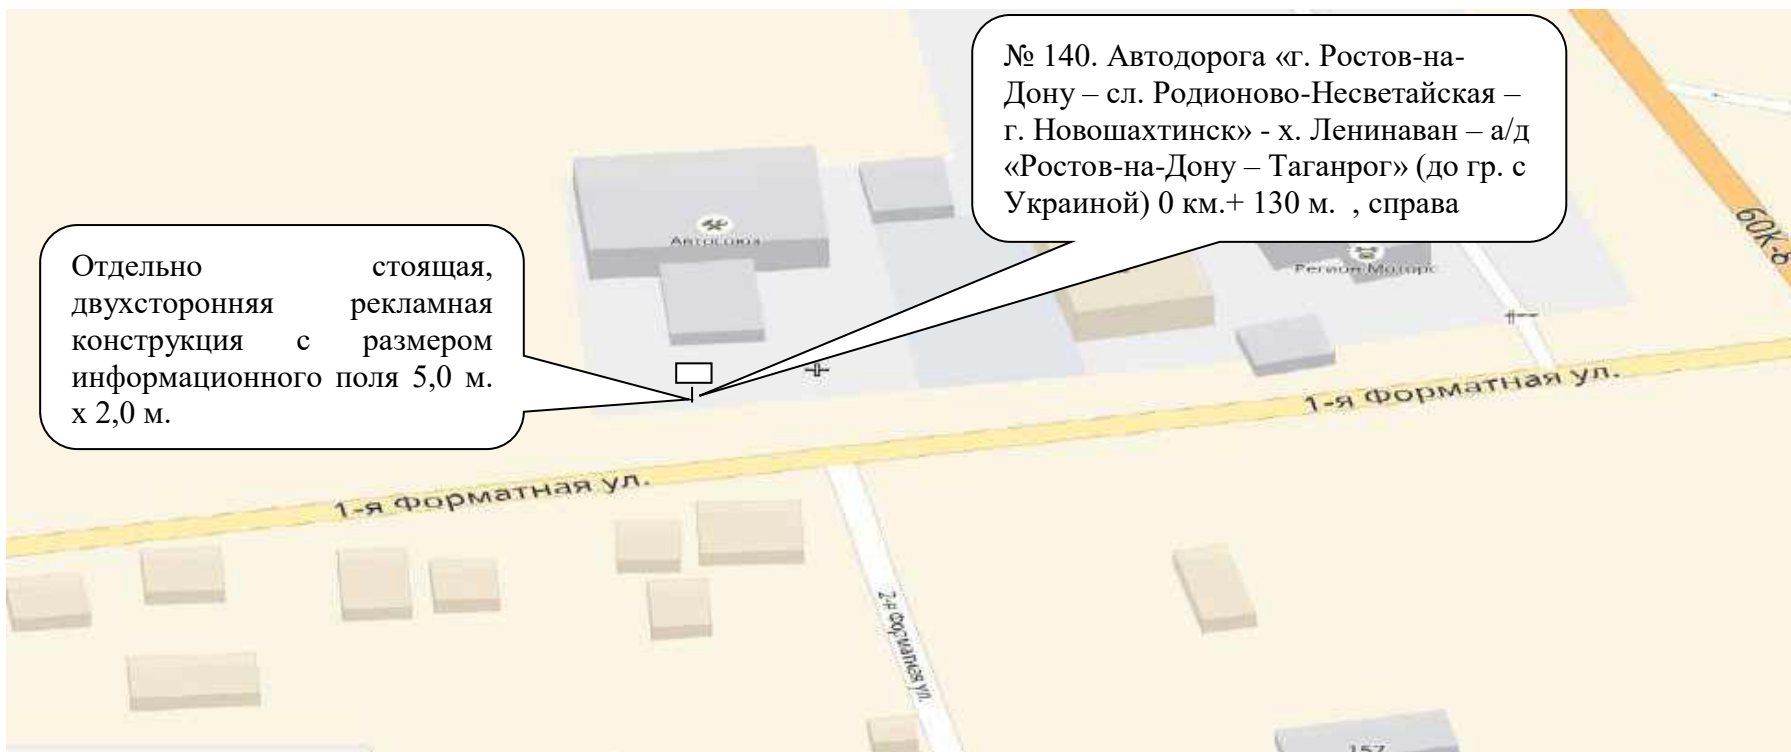 № 140. Автодорога «г. Ростов-на-
Дону – сл. Родионово-Несветайская –
г. Новошахтинск» - х. Ленинаван – а/д
«Ростов-на-Дону – Таганрог» (до гр. с
Украиной) 0 км.+ 130 м. , справа
Отдельно стоящая,
двухсторонняя рекламная
конструкция с размером
информационного поля 5,0 м.
х 2,0 м.
Автосоюз
Регион Моторс
60К-8
1-я Форматная ул.
1-я Форматная ул.
2-я Форматная ул.
157